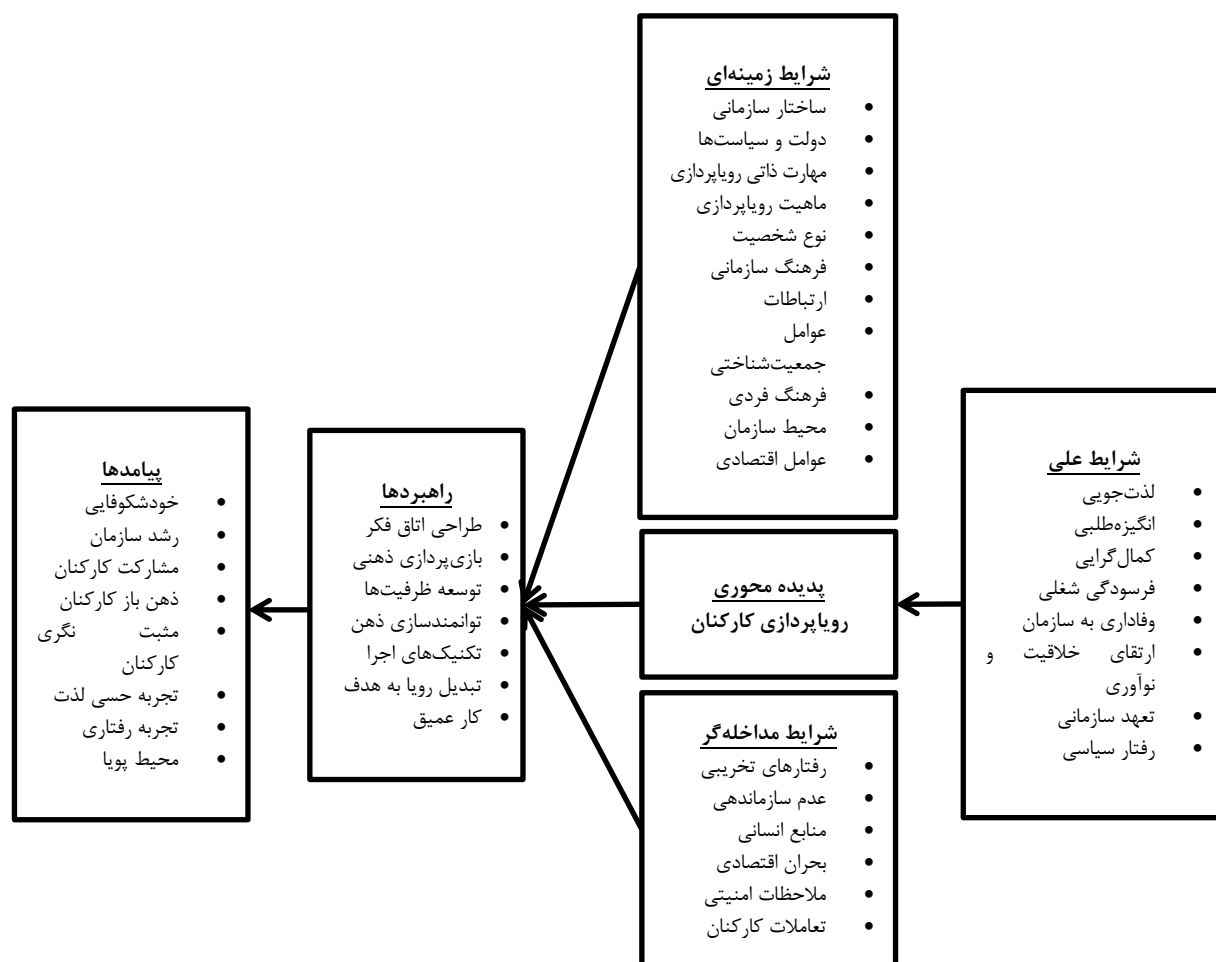 شرایط علی
• لذت‌جویی
• انگیزه‌طلبی
• کمال‌گرایی
• فرسودگی شغلی
• وفاداری به سازمان
• ارتقای خلاقیت و
نوآوری
• تعهد سازمانی
• رفتار سیاسی
شرایط زمینه‌ای
• ساختار سازمانی
• دولت و سیاست‌ها
• مهارت ذاتی رویاپردازی
• ماهیت رویاپردازی
• نوع شخصیت
• فرهنگ سازمانی
• ارتباطات
• عوامل
جمعیت‌شناختی
• فرهنگ فردی
• محیط سازمان
• عوامل اقتصادی
پدیده محوری
رویاپردازی کارکنان
شرایط مداخله‌گر
• رفتارهای تخریبی
• عدم سازماندهی
• منابع انسانی
• بحران اقتصادی
• ملاحظات امنیتی
• تعاملات کارکنان
راهبردها
• طراحی اتاق فکر
• بازی‌پردازی ذهنی
• توسعه ظرفیت‌ها
• توانمندسازی ذهن
• تکنیک‌های اجرا
• تبدیل رویا به هدف
• کار عمیق
پیامدها
• خودشکوفایی
• رشد سازمان
• مشارکت کارکنان
• ذهن باز کارکنان
• مثبت نگری
کارکنان
• تجربه حسی لذت
• تجربه رفتاری
• محیط پویا